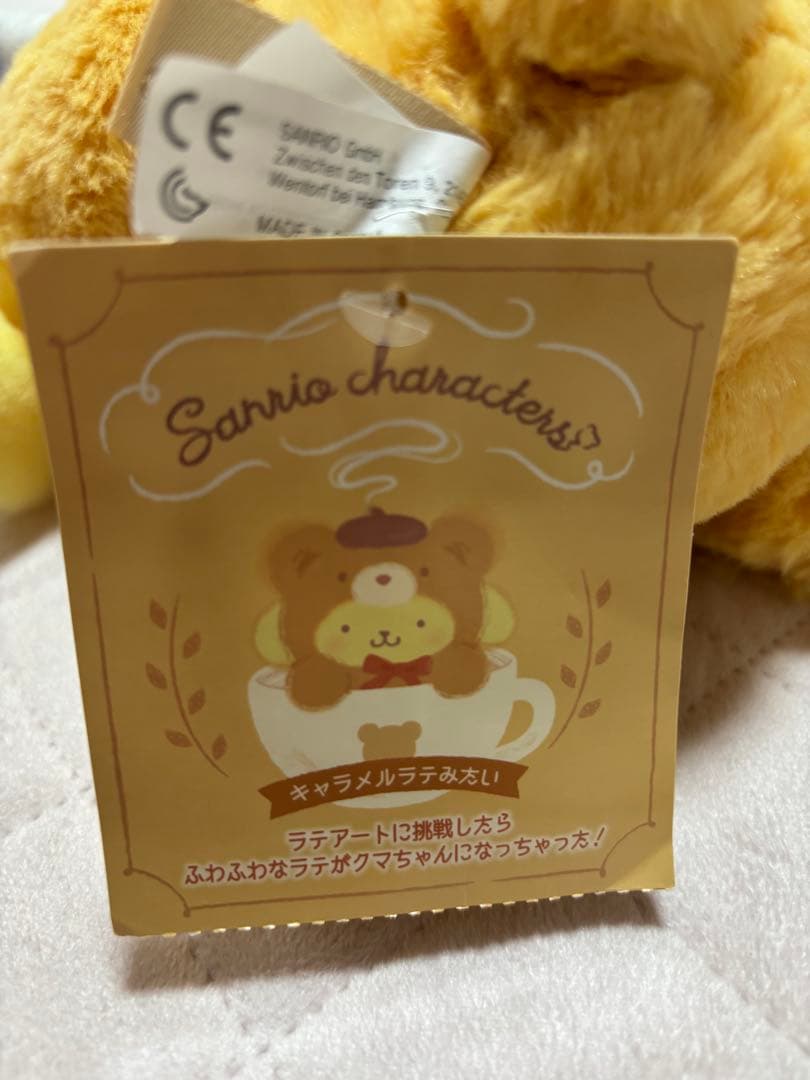 CE
SANRIO GmbH
Zwischen den Toren
Wentorf bei Hamburg
MADE
Sanrio characters
キャラメルラテみたい
ラテアートに挑戦したら
ふわふわなラテがクマちゃんになっちゃった!